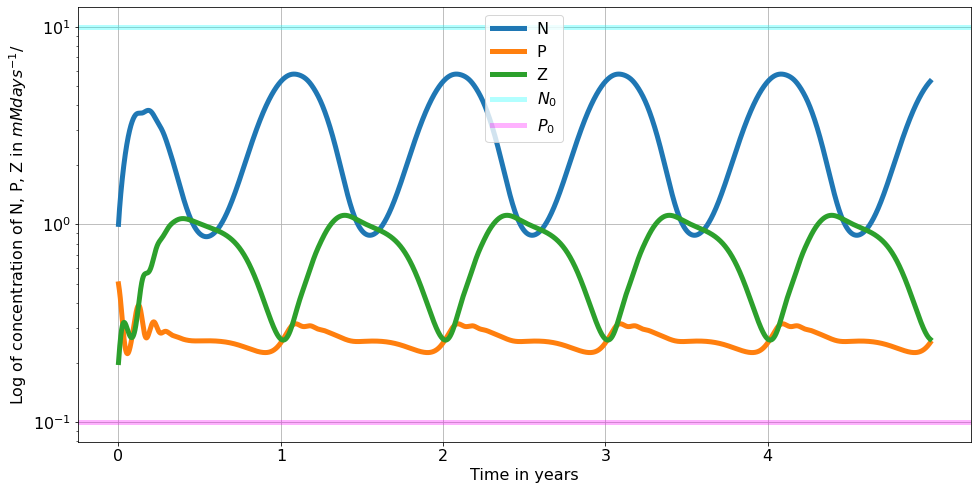 Log of concentration of N, P, Z in mMdays⁻¹/
10¹
10⁰
10⁻¹
N
P
Z
N₀
P₀
0 1 2 3 4
Time in years